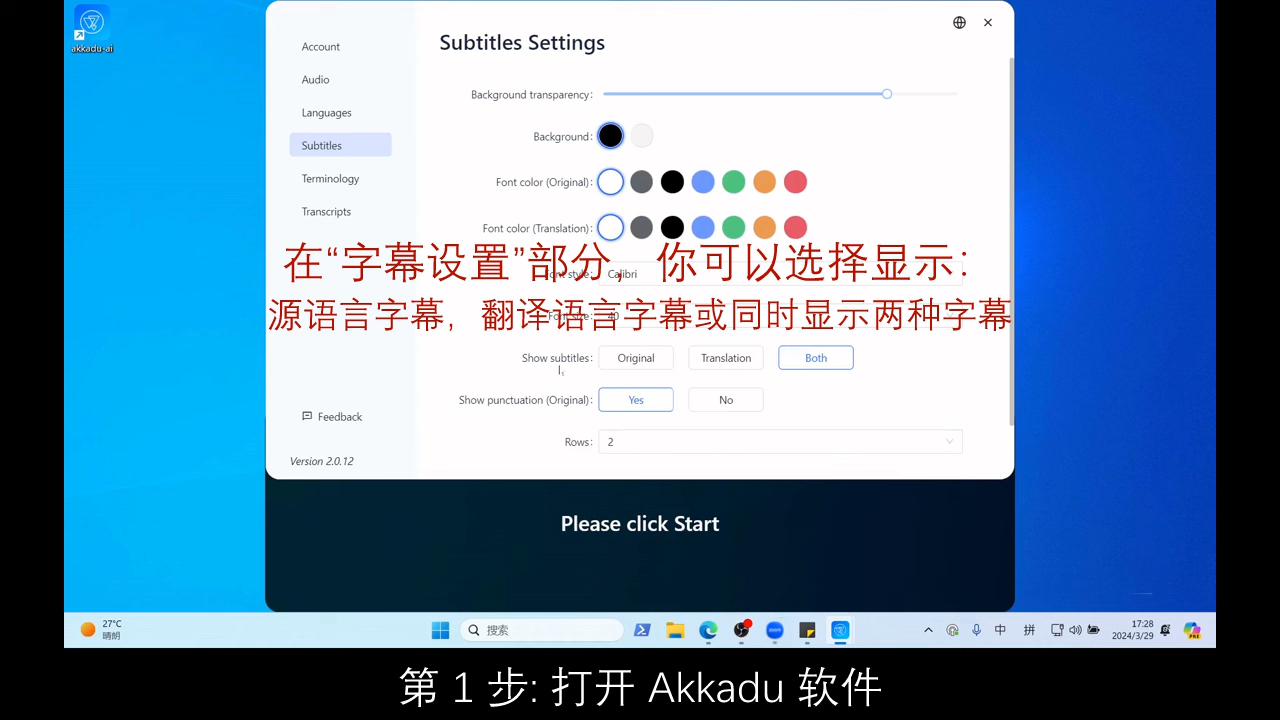 akkadu-ai
Account
Audio
Languages
Subtitles
Terminology
Transcripts
Feedback
Version 2.0.12
Subtitles Settings
Background transparency:
Background:
Font color (Original):
Font color (Translation):
在“字幕设置”部分，你可以选择显示：
Font style: Calibri
源语言字幕，翻译语言字幕或同时显示两种字幕
Font size: 40
Show subtitles: Original Translation Both
Show punctuation (Original): Yes No
Rows: 2
Please click Start
27°C
晴朗
搜索
zoom
中
拼
17:28
2024/3/29
PRE
第 1 步: 打开 Akkadu 软件